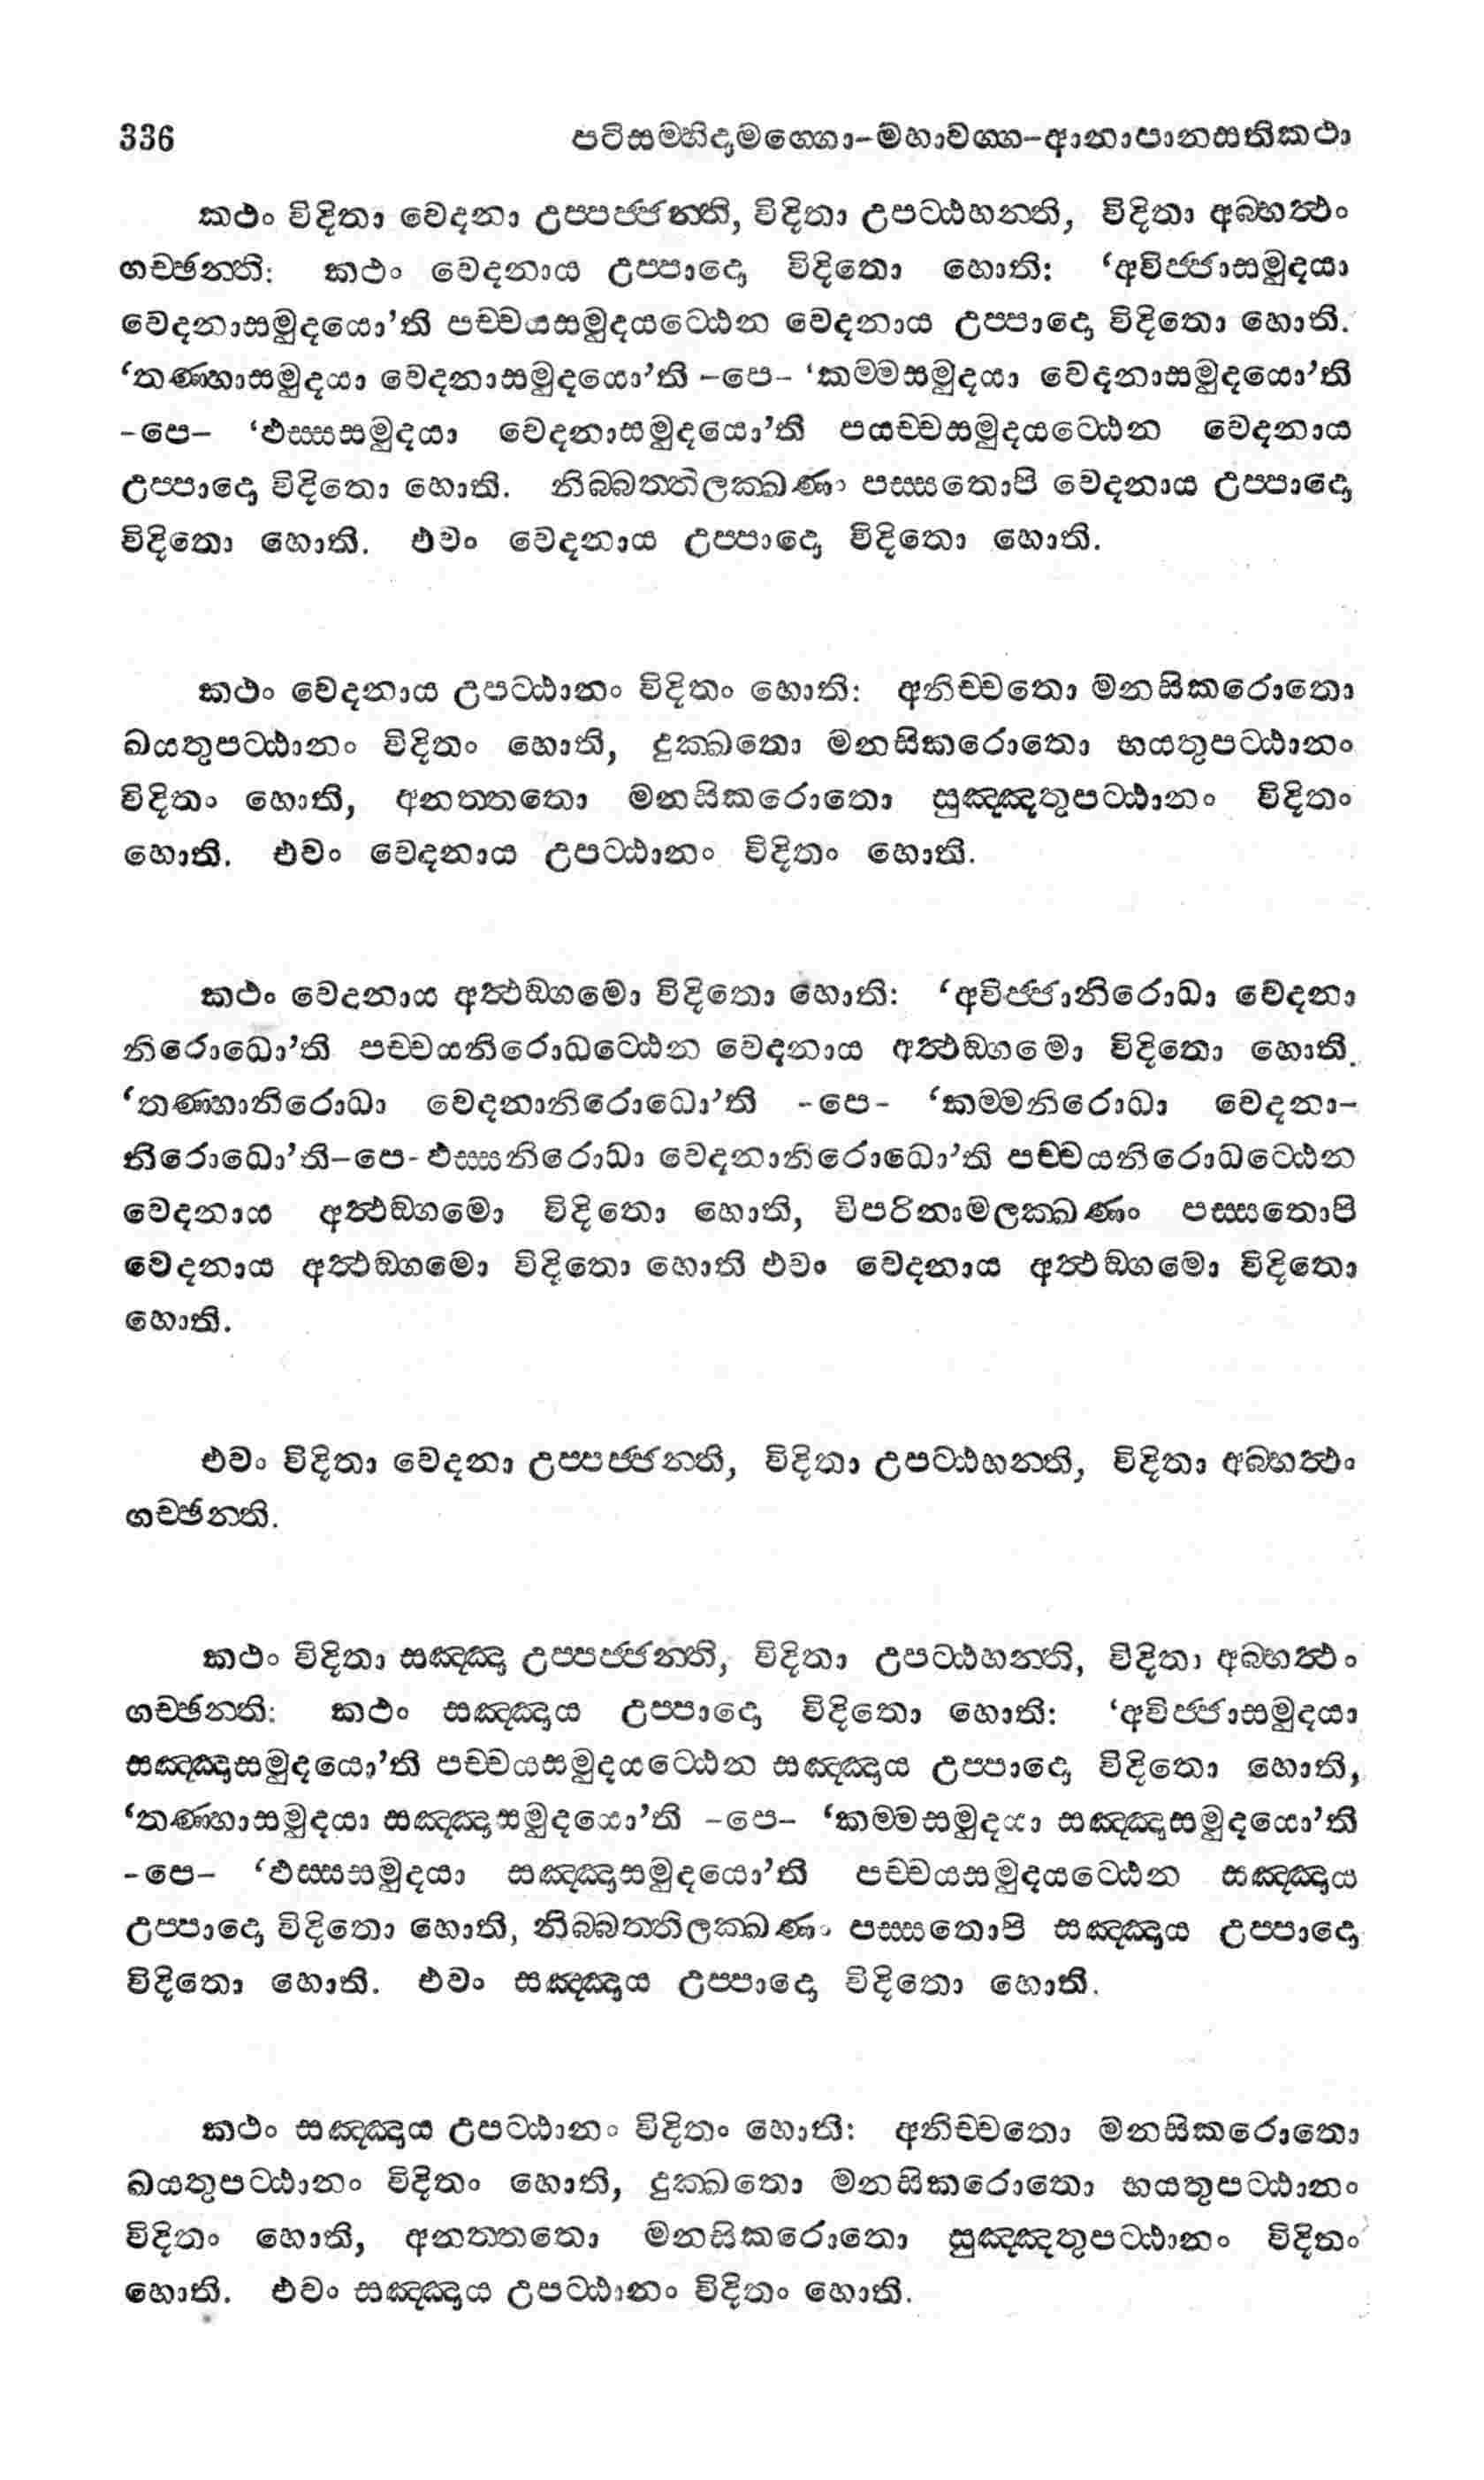 336 පටිසම්භිදාමග්ගො-මහාවග්ග-ආනාපානසතිකථා
කථං විදිතා වෙදනා උප්පජ්ජන්ති, විදිතා උපට්ඨහන්ති, විදිතා අබ්භත්ථං
ගච්ඡන්ති: කථං වෙදනාය උප්පාදො විදිතො හොති: ‘අවිජ්ජාසමුදයා
වෙදනාසමුදයො’ති පච්චයසමුදයට්ඨෙන වෙදනාය උප්පාදො විදිතො හොති.
‘තණ්හාසමුදයා වෙදනාසමුදයො’ති -පෙ- ‘කම්මසමුදයා වෙදනාසමුදයො’ති
-පෙ- ‘ඵස්සසමුදයා වෙදනාසමුදයො’ති පයච්චසමුදයට්ඨෙන වෙදනාය
උප්පාදො විදිතො හොති. නිබ්බත්තිලක්ඛණං පස්සතොපි වෙදනාය උප්පාදො
විදිතො හොති. එවං වෙදනාය උප්පාදො විදිතො හොති.
කථං වෙදනාය උපට්ඨානං විදිතං හොති: අනිච්චතො මනසිකරොතො
ඛයතුපට්ඨානං විදිතං හොති, දුක්ඛතො මනසිකරොතො භයතුපට්ඨානං
විදිතං හොති, අනත්තතො මනසිකරොතො සුඤ්ඤතුපට්ඨානං විදිතං
හොති. එවං වෙදනාය උපට්ඨානං විදිතං හොති.
කථං වෙදනාය අත්ථඞ්ගමො විදිතො හොති: ‘අවිජ්ජානිරොධා වෙදනා
නිරොධො’ති පච්චයනිරොධට්ඨෙන වෙදනාය අත්ථඞ්ගමො විදිතො හොති.
‘තණ්හානිරොධා වෙදනානිරොධො’ති -පෙ- ‘කම්මනිරොධා වෙදනා-
නිරොධො’ති-පෙ-ඵස්සනිරොධා වෙදනානිරොධො’ති පච්චයනිරොධට්ඨෙන
වෙදනාය අත්ථඞ්ගමො විදිතො හොති, විපරිනාමලක්ඛණං පස්සතොපි
වෙදනාය අත්ථඞ්ගමො විදිතො හොති එවං වෙදනාය අත්ථඞ්ගමො විදිතො
හොති.
එවං විදිතා වෙදනා උප්පජ්ජන්ති, විදිතා උපට්ඨහන්ති, විදිතා අබ්භත්ථං
ගච්ඡන්ති.
කථං විදිතා සඤ්ඤා උප්පජ්ජන්ති, විදිතා උපට්ඨහන්ති, විදිතා අබ්භත්ථං
ගච්ඡන්ති: කථං සඤ්ඤාය උප්පාදො විදිතො හොති: ‘අවිජ්ජාසමුදයා
සඤ්ඤාසමුදයො’ති පච්චයසමුදයට්ඨෙන සඤ්ඤාය උප්පාදො විදිතො හොති,
‘තණ්හාසමුදයා සඤ්ඤාසමුදයො’ති -පෙ- ‘කම්මසමුදයා සඤ්ඤාසමුදයො’ති
-පෙ- ‘ඵස්සසමුදයා සඤ්ඤාසමුදයො’ති පච්චයසමුදයට්ඨෙන සඤ්ඤාය
උප්පාදො විදිතො හොති, නිබ්බත්තිලක්ඛණං පස්සතොපි සඤ්ඤාය උප්පාදො
විදිතො හොති. එවං සඤ්ඤාය උප්පාදො විදිතො හොති.
කථං සඤ්ඤාය උපට්ඨානං විදිතං හොති: අනිච්චතො මනසිකරොතො
ඛයතුපට්ඨානං විදිතං හොති, දුක්ඛතො මනසිකරොතො භයතුපට්ඨානං
විදිතං හොති, අනත්තතො මනසිකරොතො සුඤ්ඤතුපට්ඨානං විදිතං
හොති. එවං සඤ්ඤාය උපට්ඨානං විදිතං හොති.